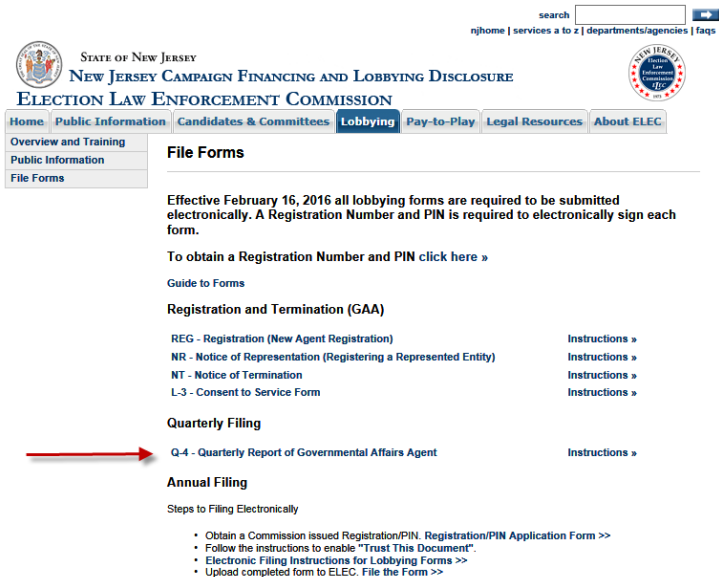 search
njhome | services a to z | departments/agencies | faqs
STATE OF NEW JERSEY
NEW JERSEY CAMPAIGN FINANCING AND LOBBYING DISCLOSURE
ELECTION LAW ENFORCEMENT COMMISSION
NEW JERSEY
Election
Law
Enforcement
Commission
ELEC
1973
Home Public Information Candidates & Committees Lobbying Pay-to-Play Legal Resources About ELEC
Overview and Training
Public Information
File Forms
File Forms
Effective February 16, 2016 all lobbying forms are required to be submitted
electronically. A Registration Number and PIN is required to electronically sign each
form.
To obtain a Registration Number and PIN click here »
Guide to Forms
Registration and Termination (GAA)
REG - Registration (New Agent Registration) Instructions »
NR - Notice of Representation (Registering a Represented Entity) Instructions »
NT - Notice of Termination Instructions »
L-3 - Consent to Service Form Instructions »
Quarterly Filing
Q-4 - Quarterly Report of Governmental Affairs Agent Instructions »
Annual Filing
Steps to Filing Electronically
• Obtain a Commission issued Registration/PIN. Registration/PIN Application Form >>
• Follow the instructions to enable "Trust This Document".
• Electronic Filing Instructions for Lobbying Forms >>
• Upload completed form to ELEC. File the Form >>